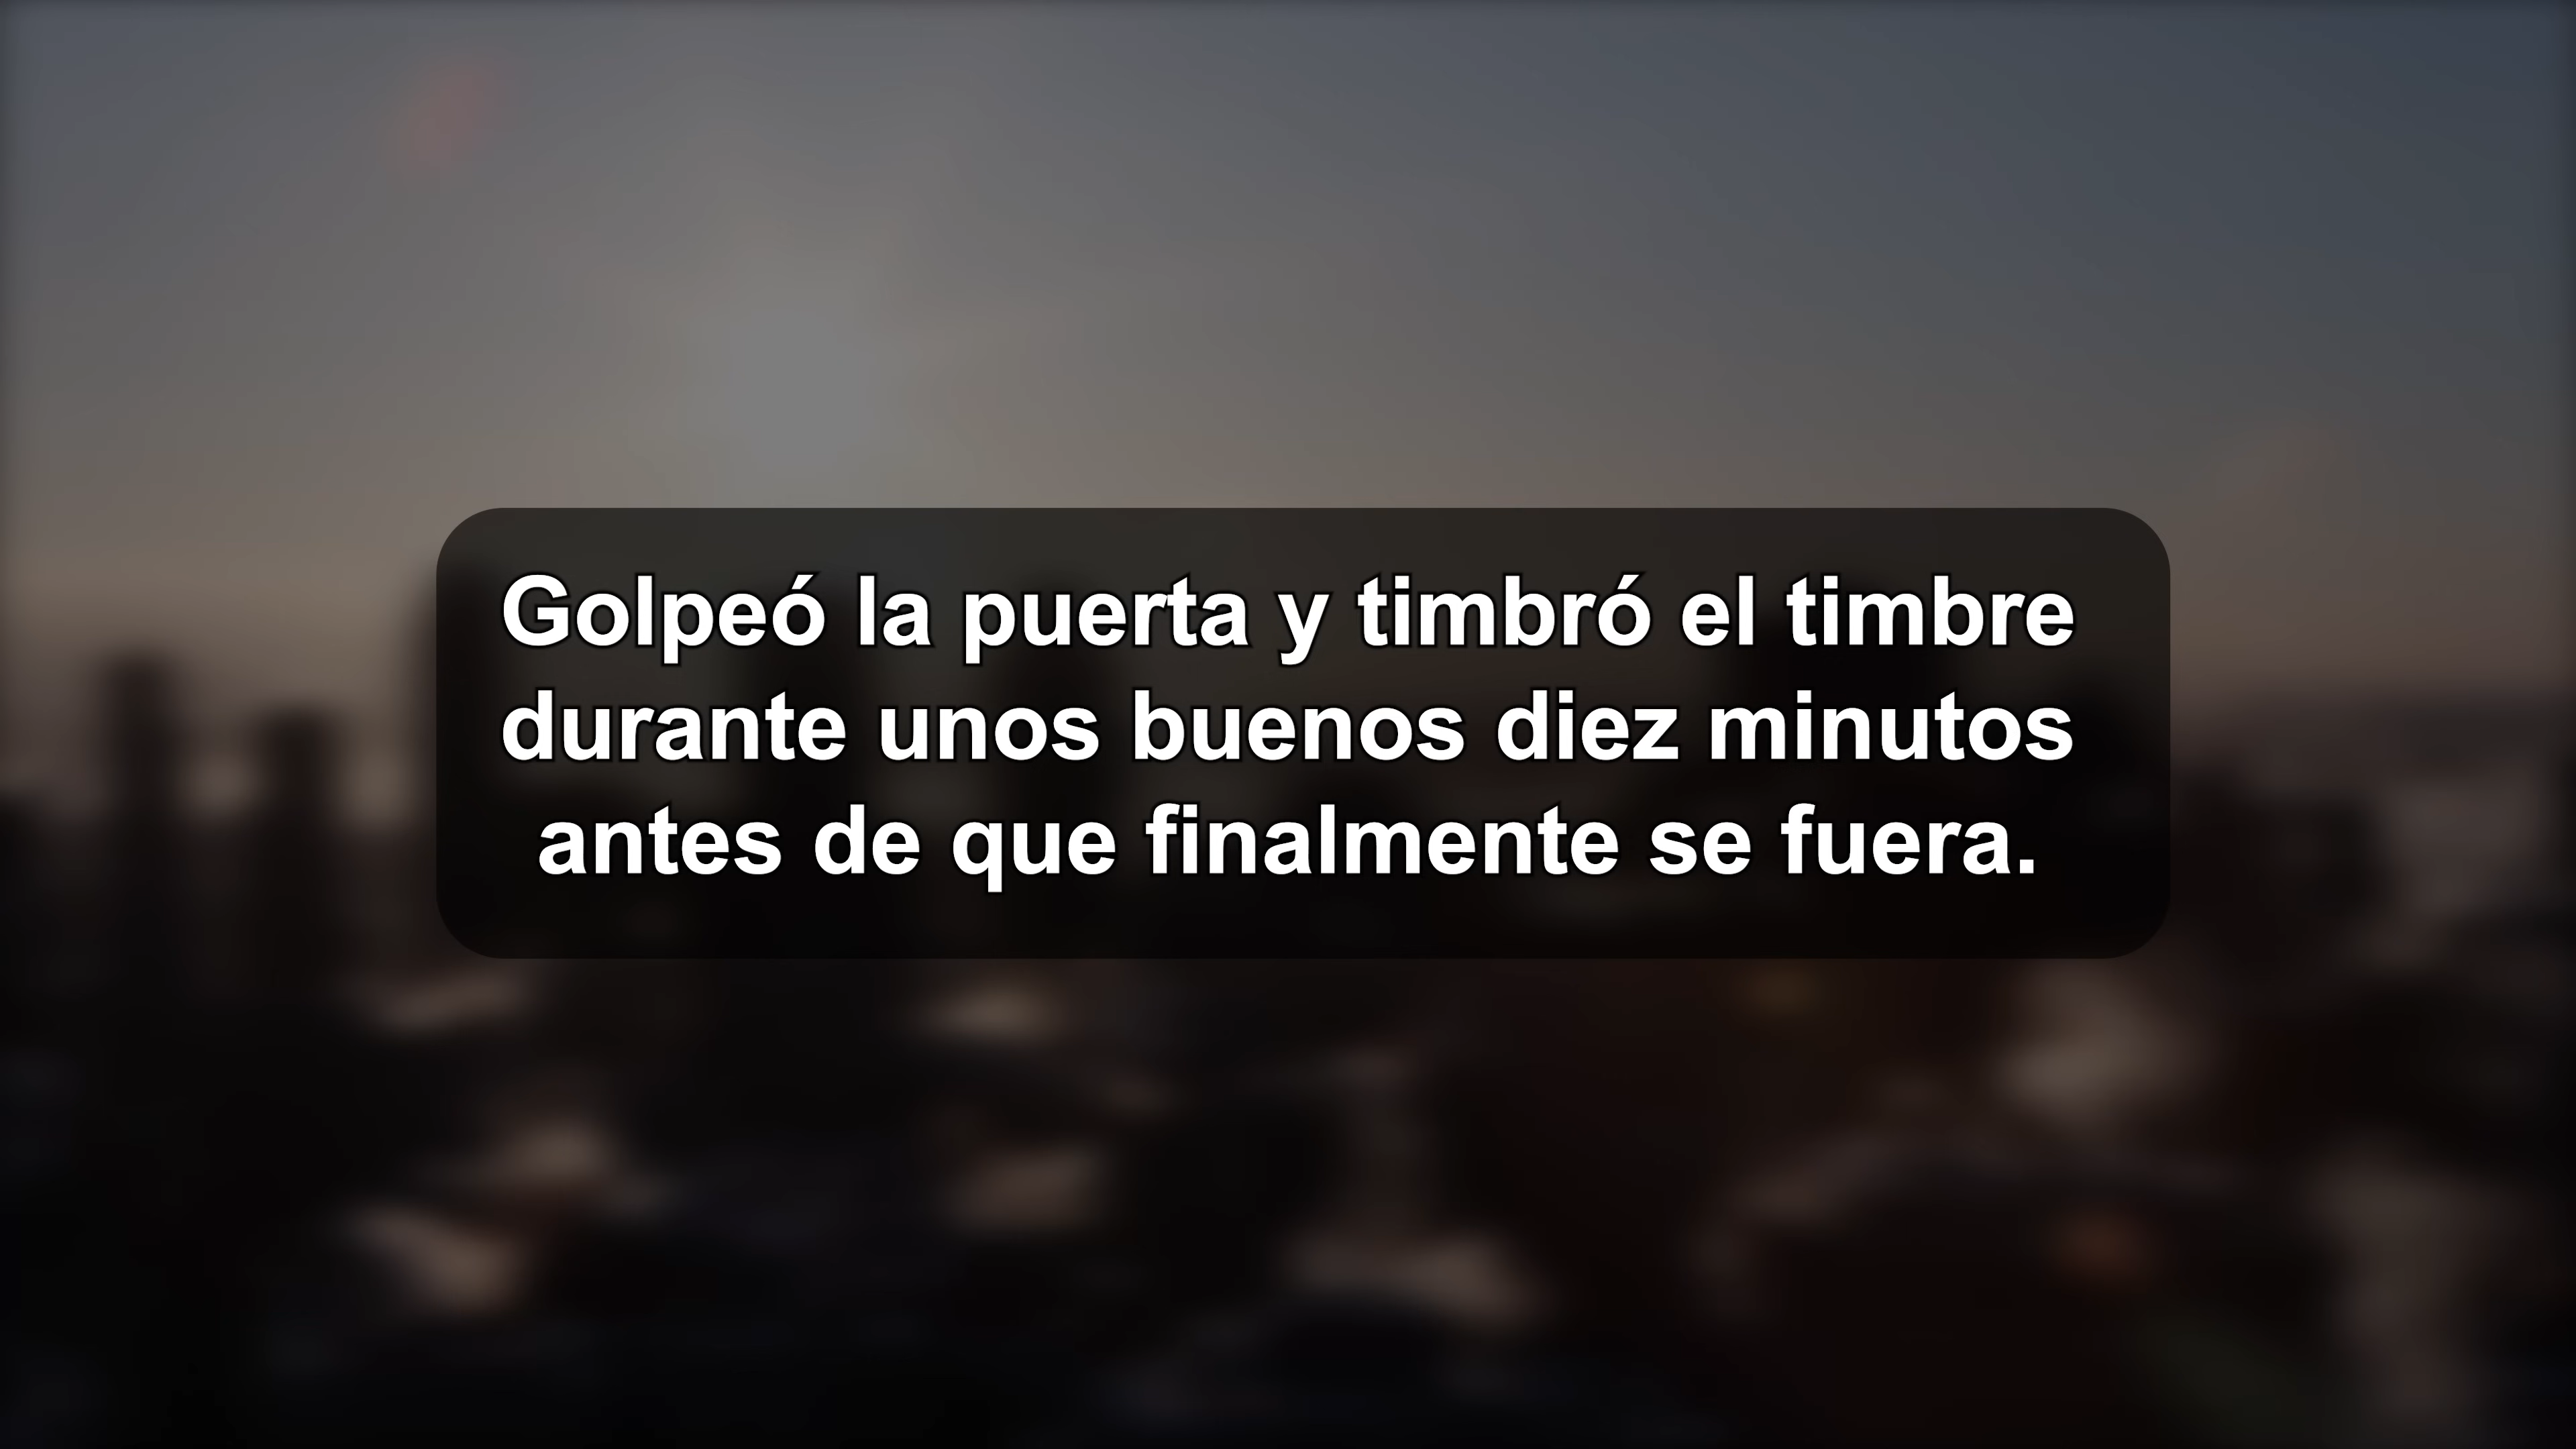 Golpeó la puerta y timbró el timbre
durante unos buenos diez minutos
antes de que finalmente se fuera.